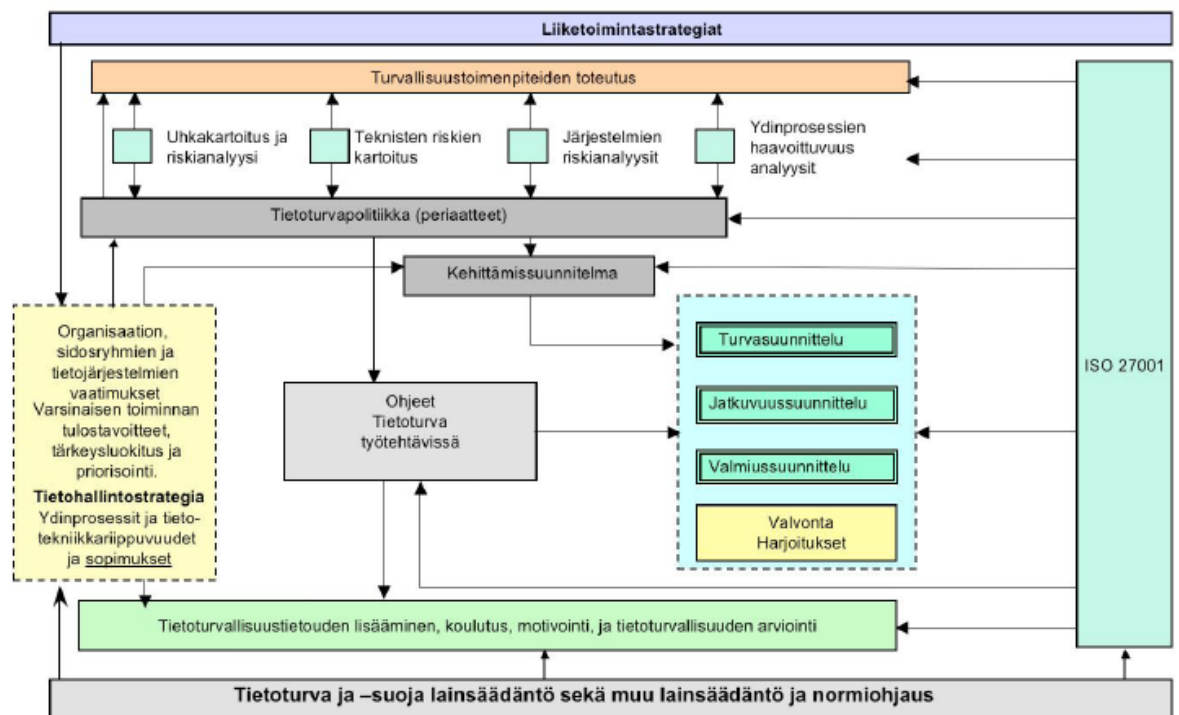 Liiketoimintastrategiat
Turvallisuustoimenpiteiden toteutus
Uhkakartoitus ja
riskianalyysi
Teknisten riskien
kartoitus
Järjestelmien
riskianalyysit
Ydinprosessien
haavoittuvuus
analyysit
Tietoturvapolitiikka (periaatteet)
Kehittämissuunnitelma
Organisaation,
sidosryhmien ja
tietojärjestelmien
vaatimukset
Varsinaisen toiminnan
tulostavoitteet,
tärkeysluokitus ja
priorisointi.
Tietohallintostrategia
Ydinprosessit ja tieto-
tekniikkariippuvuudet
ja sopimukset
Ohjeet
Tietoturva
työtehtävissä
Turvasuunnittelu
Jatkuvuussuunnittelu
Valmiussuunnittelu
Valvonta
Harjoitukset
ISO 27001
Tietoturvallisuustietouden lisääminen, koulutus, motivointi, ja tietoturvallisuuden arviointi
Tietoturva ja –suoja lainsäädäntö sekä muu lainsäädäntö ja normiohjaus